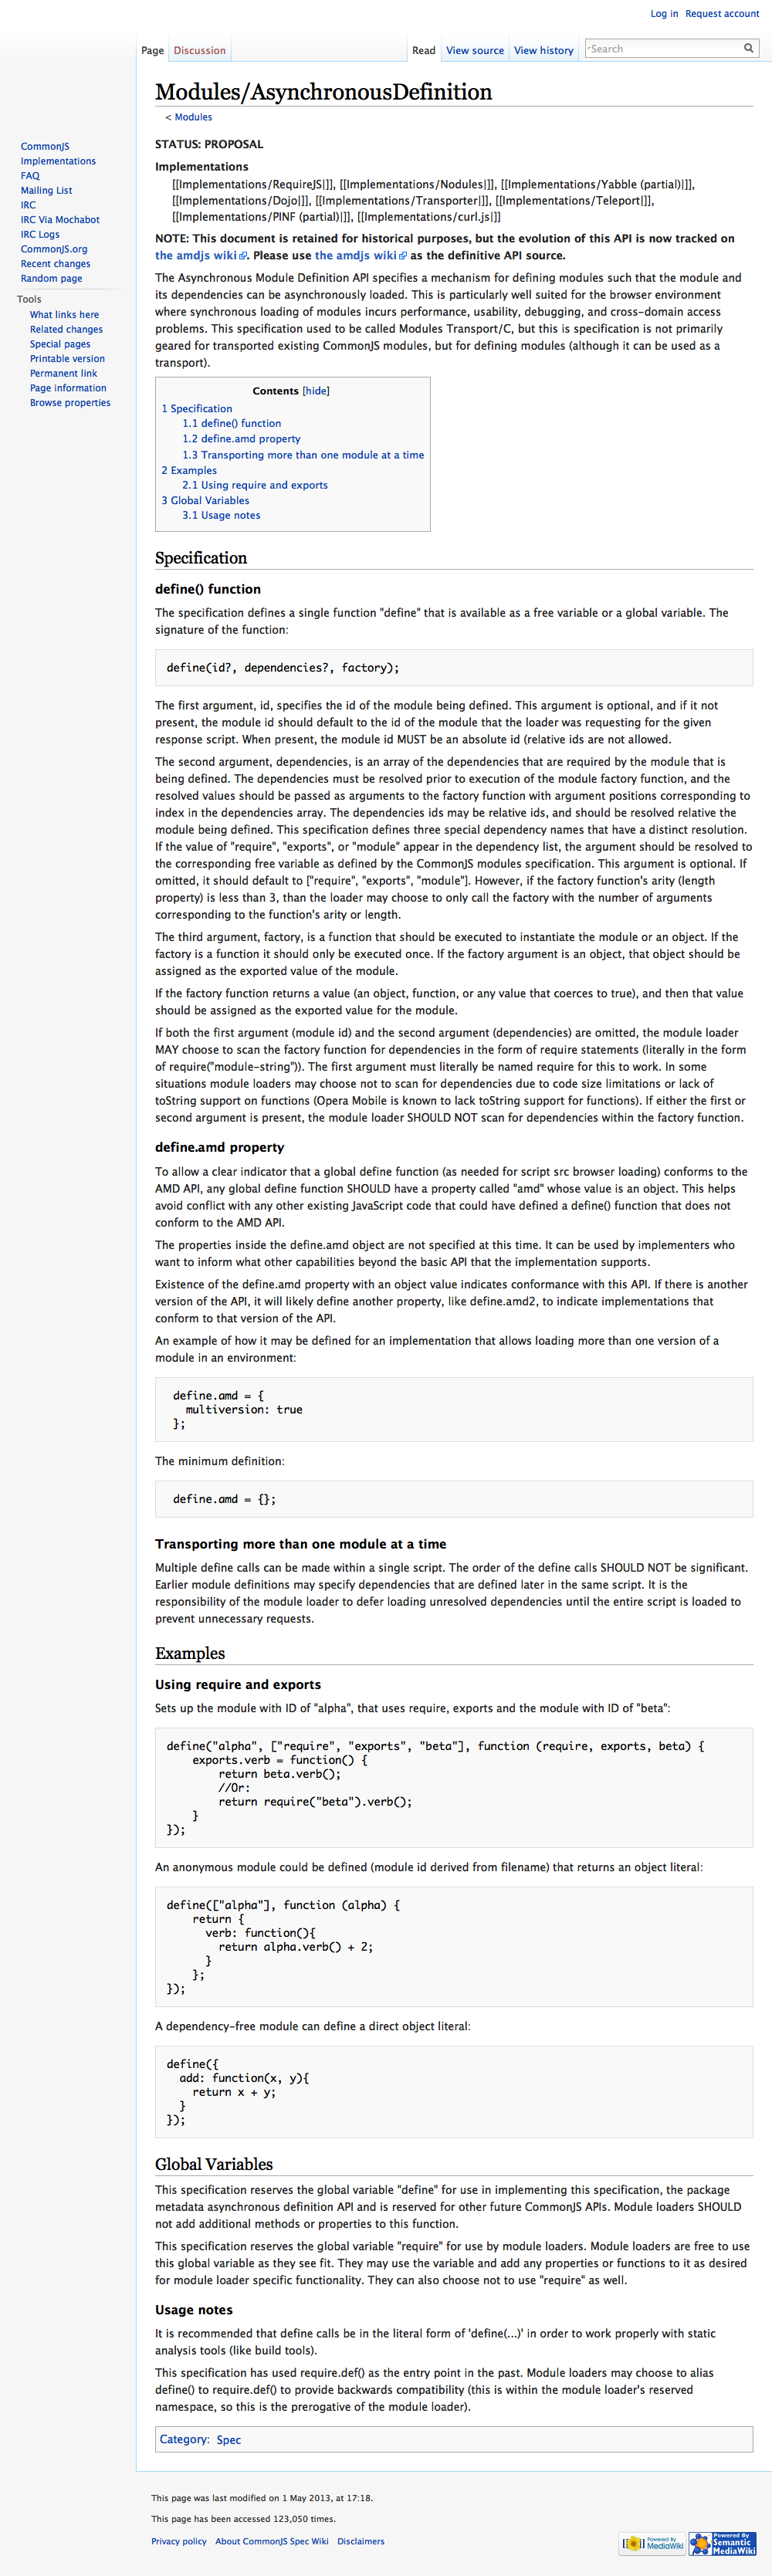 Log in Request account
Page Discussion Read View source View history Search
Modules/AsynchronousDefinition
< Modules
CommonJS
Implementations
FAQ
Mailing List
IRC
IRC Via Mochabot
IRC Logs
CommonJS.org
Recent changes
Random page
Tools
What links here
Related changes
Special pages
Printable version
Permanent link
Page information
Browse properties
STATUS: PROPOSAL
Implementations
[[Implementations/RequireJS|]], [[Implementations/Nodules|]], [[Implementations/Yabble (partial)|]],
[[Implementations/Dojo|]], [[Implementations/Transporter|]], [[Implementations/Teleport|]],
[[Implementations/PINF (partial)|]], [[Implementations/curl.js|]]
NOTE: This document is retained for historical purposes, but the evolution of this API is now tracked on
the amdjs wiki. Please use the amdjs wiki as the definitive API source.
The Asynchronous Module Definition API specifies a mechanism for defining modules such that the module and
its dependencies can be asynchronously loaded. This is particularly well suited for the browser environment
where synchronous loading of modules incurs performance, usability, debugging, and cross-domain access
problems. This specification used to be called Modules Transport/C, but this is specification is not primarily
geared for transported existing CommonJS modules, but for defining modules (although it can be used as a
transport).
Contents [hide]
1 Specification
1.1 define() function
1.2 define.amd property
1.3 Transporting more than one module at a time
2 Examples
2.1 Using require and exports
3 Global Variables
3.1 Usage notes
Specification
define() function
The specification defines a single function "define" that is available as a free variable or a global variable. The
signature of the function:
define(id?, dependencies?, factory);
The first argument, id, specifies the id of the module being defined. This argument is optional, and if it not
present, the module id should default to the id of the module that the loader was requesting for the given
response script. When present, the module id MUST be an absolute id (relative ids are not allowed.
The second argument, dependencies, is an array of the dependencies that are required by the module that is
being defined. The dependencies must be resolved prior to execution of the module factory function, and the
resolved values should be passed as arguments to the factory function with argument positions corresponding to
index in the dependencies array. The dependencies ids may be relative ids, and should be resolved relative the
module being defined. This specification defines three special dependency names that have a distinct resolution.
If the value of "require", "exports", or "module" appear in the dependency list, the argument should be resolved to
the corresponding free variable as defined by the CommonJS modules specification. This argument is optional. If
omitted, it should default to ["require", "exports", "module"]. However, if the factory function's arity (length
property) is less than 3, than the loader may choose to only call the factory with the number of arguments
corresponding to the function's arity or length.
The third argument, factory, is a function that should be executed to instantiate the module or an object. If the
factory is a function it should only be executed once. If the factory argument is an object, that object should be
assigned as the exported value of the module.
If the factory function returns a value (an object, function, or any value that coerces to true), and then that value
should be assigned as the exported value for the module.
If both the first argument (module id) and the second argument (dependencies) are omitted, the module loader
MAY choose to scan the factory function for dependencies in the form of require statements (literally in the form
of require("module-string")). The first argument must literally be named require for this to work. In some
situations module loaders may choose not to scan for dependencies due to code size limitations or lack of
toString support on functions (Opera Mobile is known to lack toString support for functions). If either the first or
second argument is present, the module loader SHOULD NOT scan for dependencies within the factory function.
define.amd property
To allow a clear indicator that a global define function (as needed for script src browser loading) conforms to the
AMD API, any global define function SHOULD have a property called "amd" whose value is an object. This helps
avoid conflict with any other existing JavaScript code that could have defined a define() function that does not
conform to the AMD API.
The properties inside the define.amd object are not specified at this time. It can be used by implementers who
want to inform what other capabilities beyond the basic API that the implementation supports.
Existence of the define.amd property with an object value indicates conformance with this API. If there is another
version of the API, it will likely define another property, like define.amd2, to indicate implementations that
conform to that version of the API.
An example of how it may be defined for an implementation that allows loading more than one version of a
module in an environment:
define.amd = {
multiversion: true
};
The minimum definition:
define.amd = {};
Transporting more than one module at a time
Multiple define calls can be made within a single script. The order of the define calls SHOULD NOT be significant.
Earlier module definitions may specify dependencies that are defined later in the same script. It is the
responsibility of the module loader to defer loading unresolved dependencies until the entire script is loaded to
prevent unnecessary requests.
Examples
Using require and exports
Sets up the module with ID of "alpha", that uses require, exports and the module with ID of "beta":
define("alpha", ["require", "exports", "beta"], function (require, exports, beta) {
exports.verb = function() {
return beta.verb();
//Or:
return require("beta").verb();
}
});
An anonymous module could be defined (module id derived from filename) that returns an object literal:
define(["alpha"], function (alpha) {
return {
verb: function(){
return alpha.verb() + 2;
}
};
});
A dependency-free module can define a direct object literal:
define({
add: function(x, y){
return x + y;
}
});
Global Variables
This specification reserves the global variable "define" for use in implementing this specification, the package
metadata asynchronous definition API and is reserved for other future CommonJS APIs. Module loaders SHOULD
not add additional methods or properties to this function.
This specification reserves the global variable "require" for use by module loaders. Module loaders are free to use
this global variable as they see fit. They may use the variable and add any properties or functions to it as desired
for module loader specific functionality. They can also choose not to use "require" as well.
Usage notes
It is recommended that define calls be in the literal form of 'define(...)' in order to work properly with static
analysis tools (like build tools).
This specification has used require.def() as the entry point in the past. Module loaders may choose to alias
define() to require.def() to provide backwards compatibility (this is within the module loader's reserved
namespace, so this is the prerogative of the module loader).
Category: Spec
This page was last modified on 1 May 2013, at 17:18.
This page has been accessed 123,050 times.
Privacy policy About CommonJS Spec Wiki Disclaimers
Powered By MediaWiki
Powered By Semantic MediaWiki